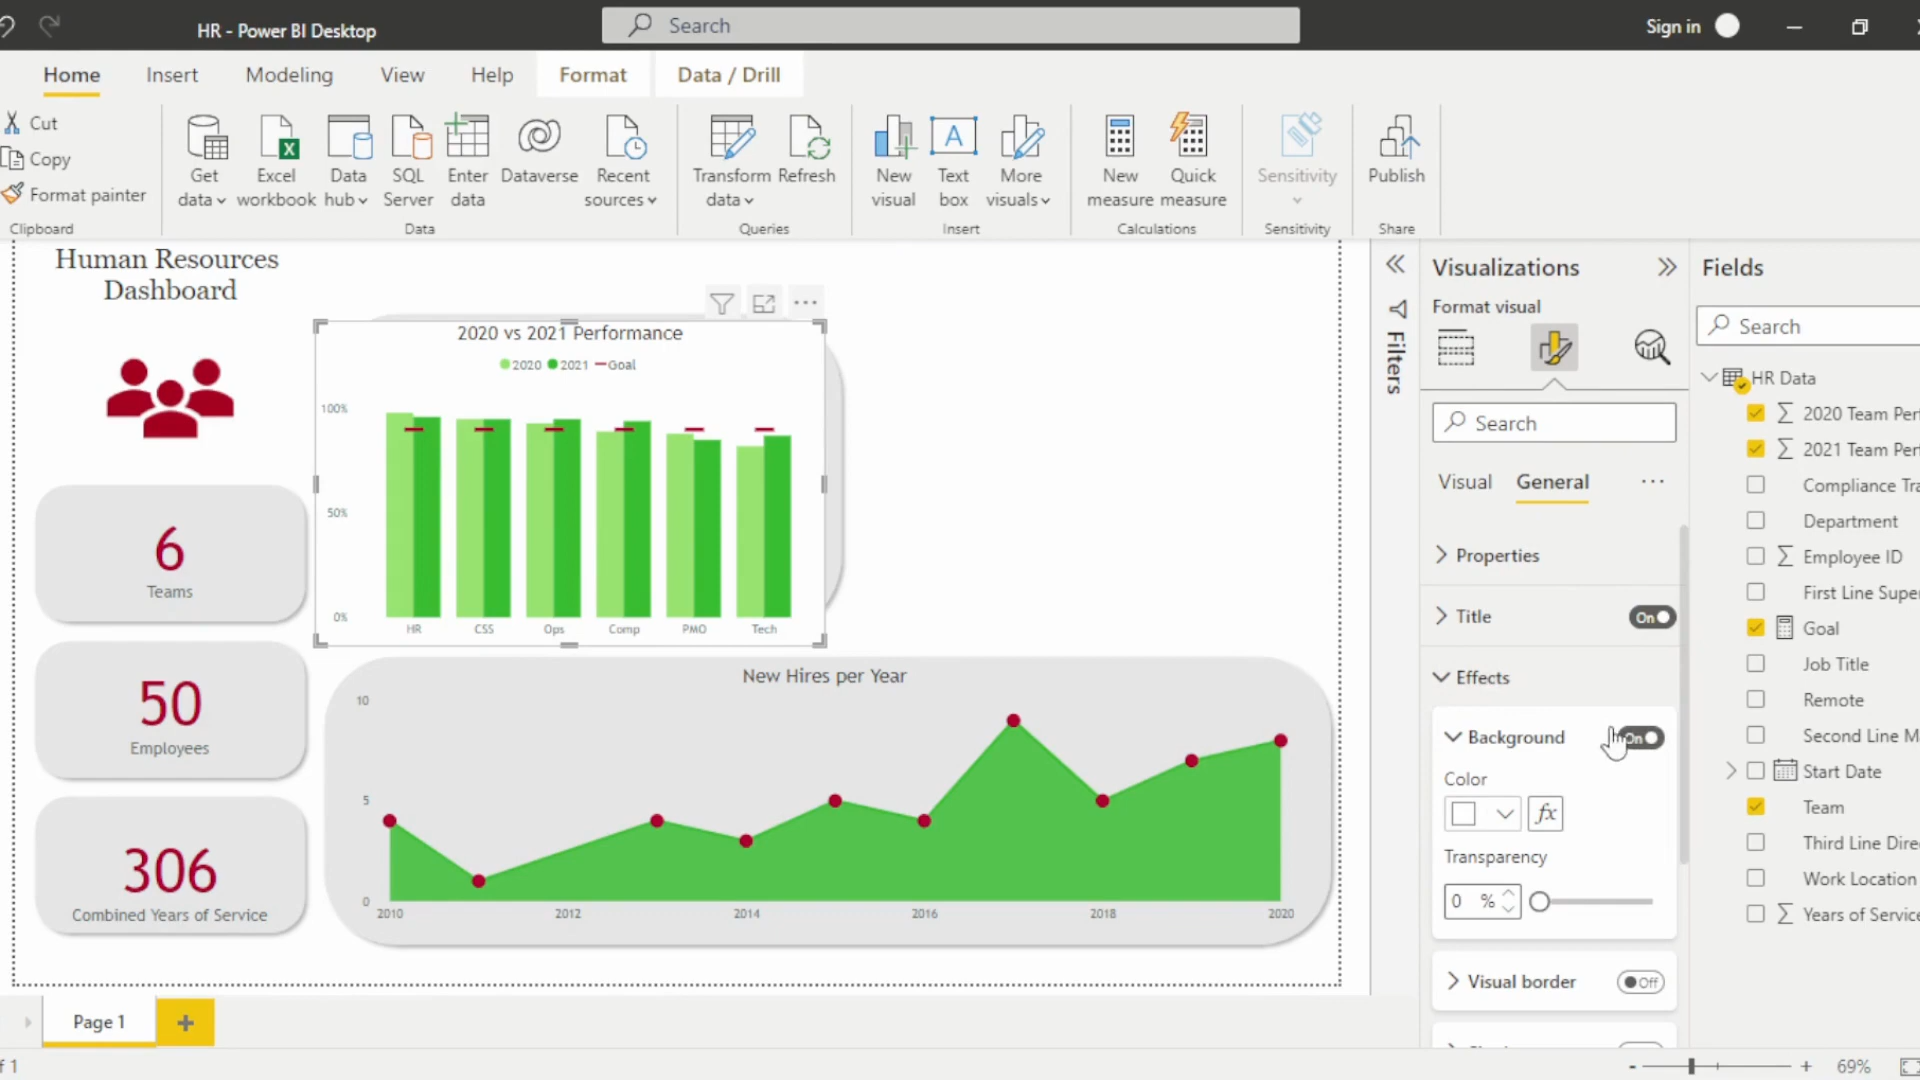 HR - Power BI Desktop
Search
Sign in
Home
Insert
Modeling
View
Help
Format
Data / Drill
Cut
Copy
Format painter
Clipboard
Get data
Excel workbook
Data hub
SQL Server
Enter data
Dataverse
Recent sources
Data
Transform data
Refresh
Queries
New visual
Text box
More visuals
Insert
New measure
Quick measure
Calculations
Sensitivity
Sensitivity
Publish
Share
Human Resources
Dashboard
6
Teams
50
Employees
306
Combined Years of Service
2020 vs 2021 Performance
2020 2021 Goal
100%
50%
0%
HR CSS Ops Comp PMO Tech
New Hires per Year
10
5
0
2010 2012 2014 2016 2018 2020
Filters
Visualizations
Format visual
Search
Visual
General
Properties
Title
On
Effects
Background
On
Color
fx
Transparency
0 %
Visual border
Off
Fields
Search
HR Data
2020 Team Perf
2021 Team Perf
Compliance Tra
Department
Employee ID
First Line Super
Goal
Job Title
Remote
Second Line M
Start Date
Team
Third Line Dire
Work Location
Years of Service
Page 1
f 1
69%